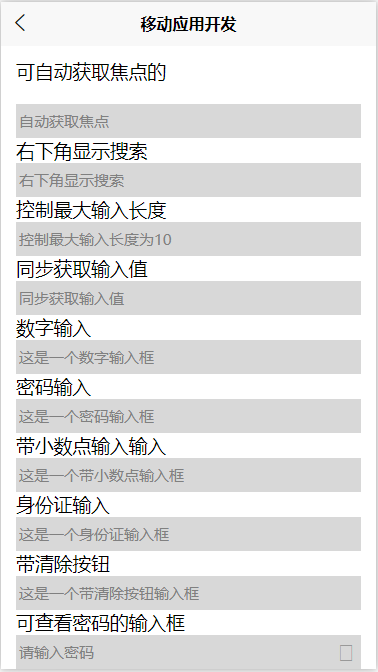 移动应用开发
可自动获取焦点的
自动获取焦点
右下角显示搜索
右下角显示搜索
控制最大输入长度
控制最大输入长度为10
同步获取输入值
同步获取输入值
数字输入
这是一个数字输入框
密码输入
这是一个密码输入框
带小数点输入输入
这是一个带小数点输入框
身份证输入
这是一个身份证输入框
带清除按钮
这是一个带清除按钮输入框
可查看密码的输入框
请输入密码